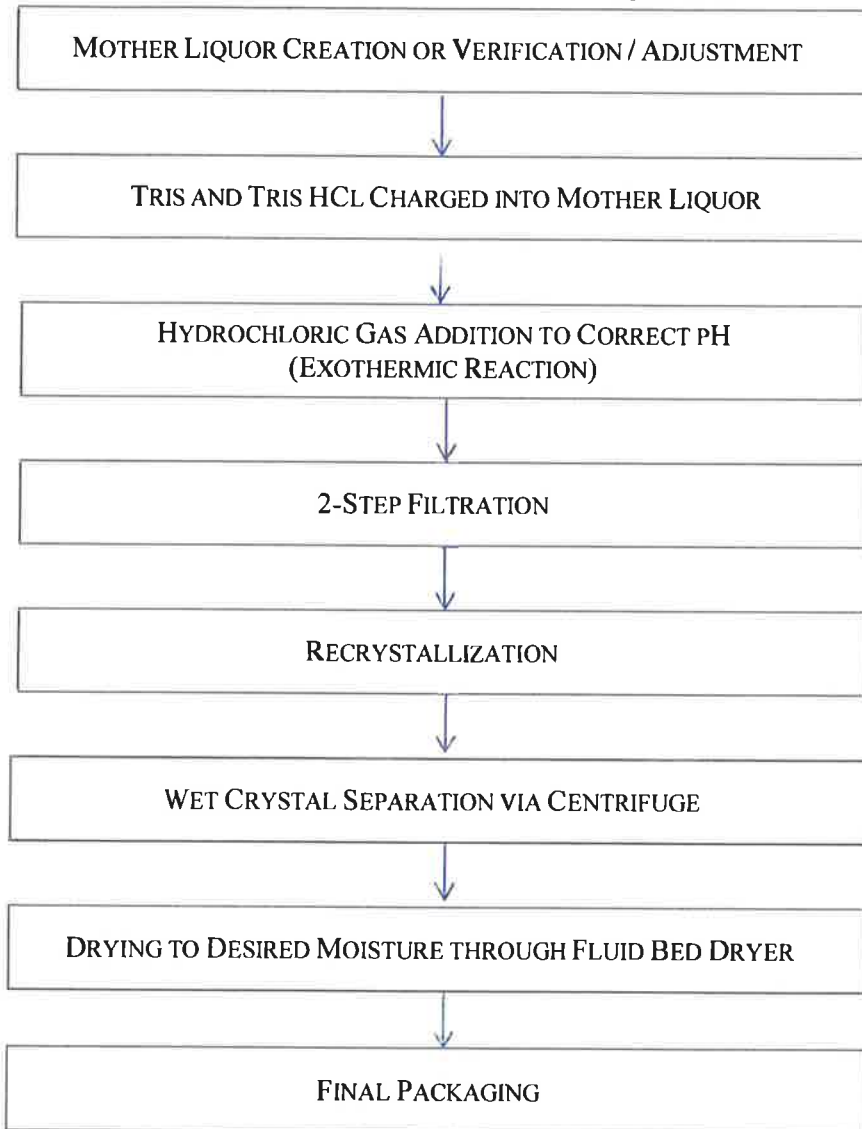 MOTHER LIQUOR CREATION OR VERIFICATION / ADJUSTMENT
TRIS AND TRIS HCL CHARGED INTO MOTHER LIQUOR
HYDROCHLORIC GAS ADDITION TO CORRECT PH
(EXOTHERMIC REACTION)
2-STEP FILTRATION
RECRYSTALLIZATION
WET CRYSTAL SEPARATION VIA CENTRIFUGE
DRYING TO DESIRED MOISTURE THROUGH FLUID BED DRYER
FINAL PACKAGING